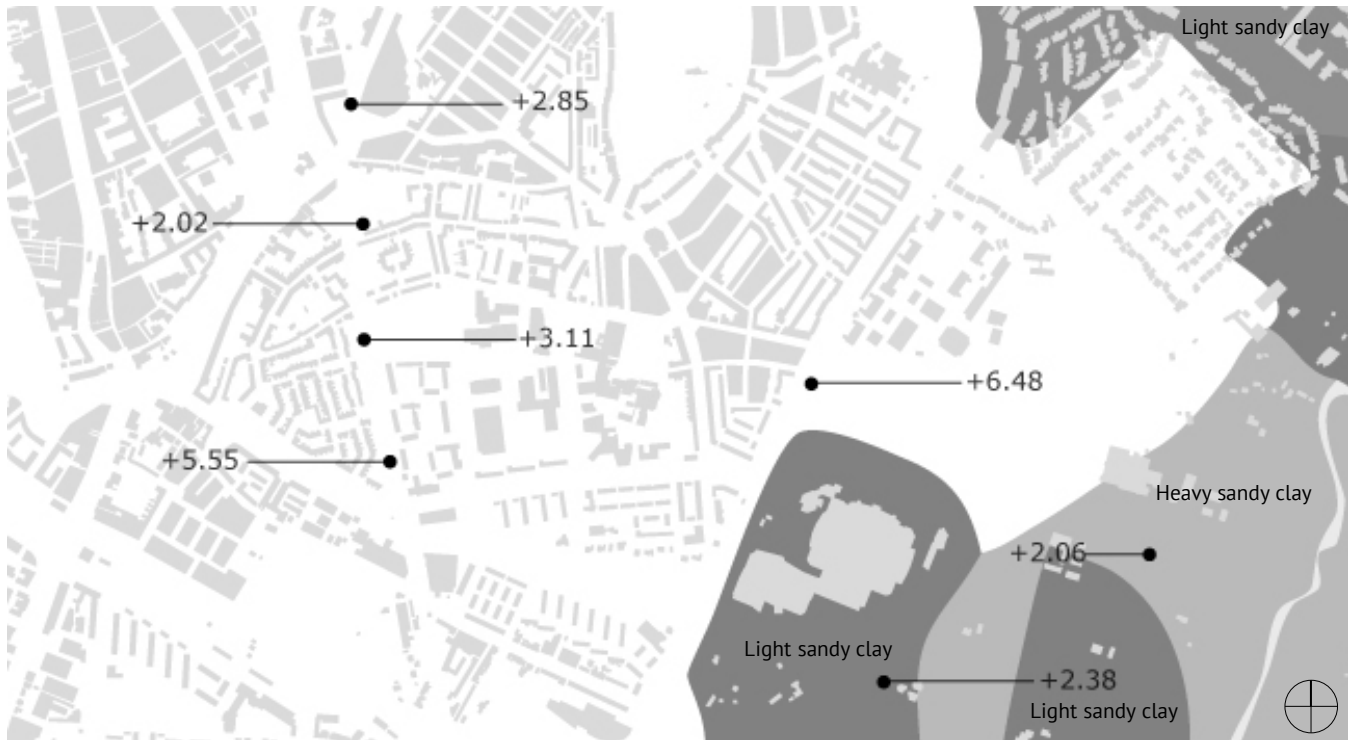 Light sandy clay
+2.85
+2.02
+3.11
+6.48
+5.55
Heavy sandy clay
+2.06
Light sandy clay
+2.38
Light sandy clay